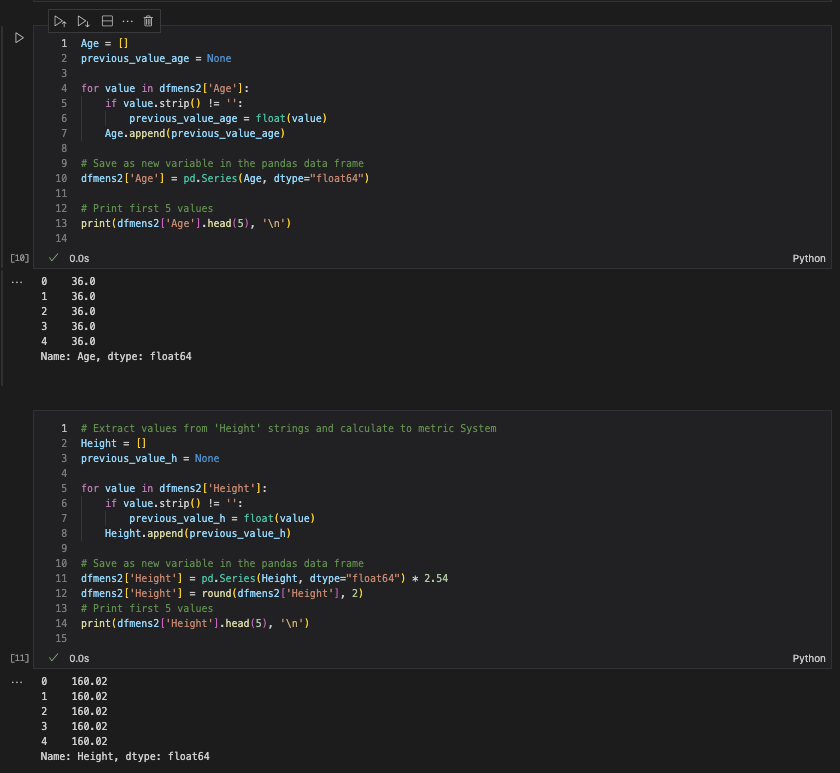 1 Age = []
2 previous_value_age = None
3
4 for value in dfmens2['Age']:
5     if value.strip() != '':
6         previous_value_age = float(value)
7     Age.append(previous_value_age)
8
9 # Save as new variable in the pandas data frame
10 dfmens2['Age'] = pd.Series(Age, dtype="float64")
11
12 # Print first 5 values
13 print(dfmens2['Age'].head(5), '\n')
14
[10] 0.0s Python
0    36.0
1    36.0
2    36.0
3    36.0
4    36.0
Name: Age, dtype: float64
1 # Extract values from 'Height' strings and calculate to metric System
2 Height = []
3 previous_value_h = None
4
5 for value in dfmens2['Height']:
6     if value.strip() != '':
7         previous_value_h = float(value)
8     Height.append(previous_value_h)
9
10 # Save as new variable in the pandas data frame
11 dfmens2['Height'] = pd.Series(Height, dtype="float64") * 2.54
12 dfmens2['Height'] = round(dfmens2['Height'], 2)
13 # Print first 5 values
14 print(dfmens2['Height'].head(5), '\n')
15
[11] 0.0s Python
0    160.02
1    160.02
2    160.02
3    160.02
4    160.02
Name: Height, dtype: float64